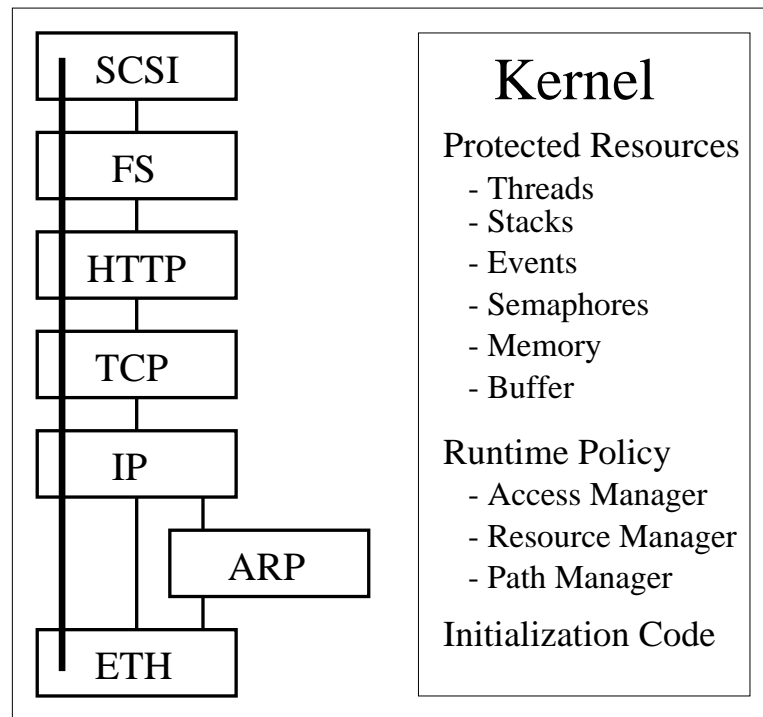 SCSI
FS
HTTP
TCP
IP
ARP
ETH
Kernel
Protected Resources
- Threads
- Stacks
- Events
- Semaphores
- Memory
- Buffer
Runtime Policy
- Access Manager
- Resource Manager
- Path Manager
Initialization Code